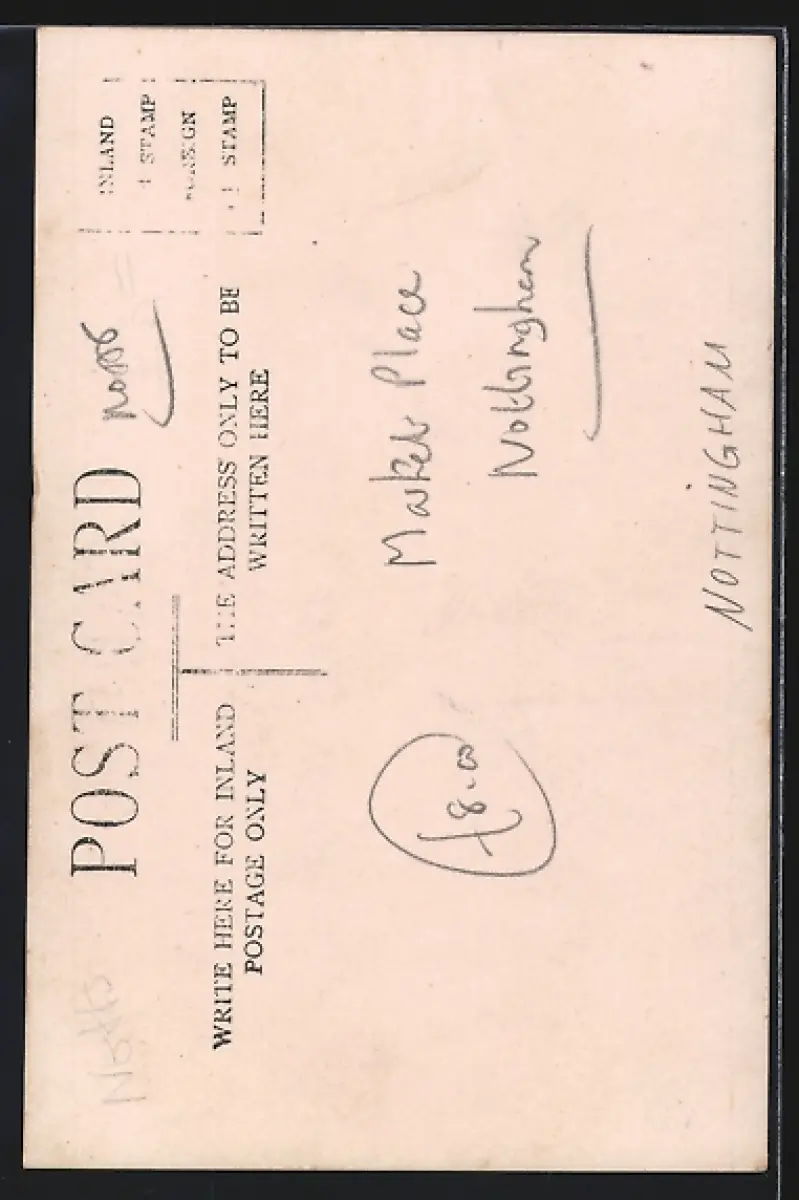 POST CARD
INLAND
STAMP
STAMP
WRITE HERE FOR INLAND
POSTAGE ONLY
THE ADDRESS ONLY TO BE
WRITTEN HERE
Notts
Market Place
Nottingham
£8.00
NOTTINGHAM